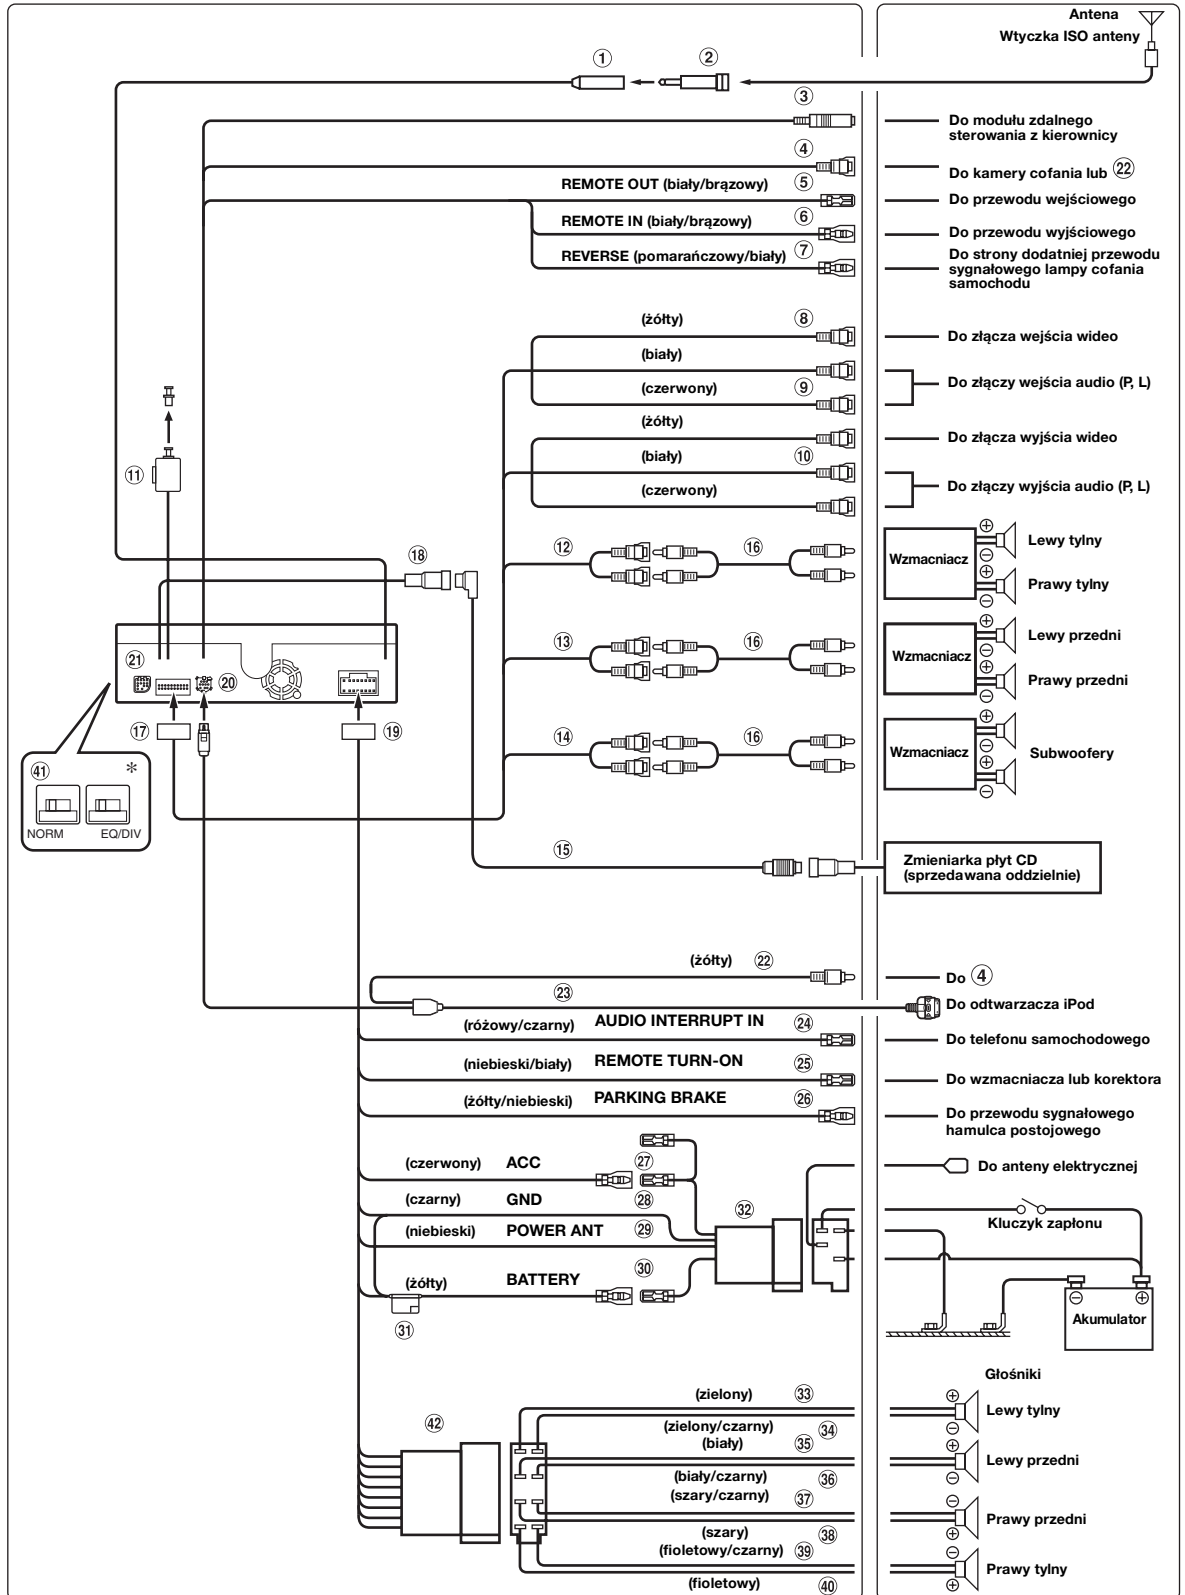 Antena
Wtyczka ISO anteny
① ②
③
Do modułu zdalnego
sterowania z kierownicy
④
Do kamery cofania lub ㉒
REMOTE OUT (biały/brązowy) ⑤
Do przewodu wejściowego
REMOTE IN (biały/brązowy) ⑥
Do przewodu wyjściowego
REVERSE (pomarańczowy/biały) ⑦
Do strony dodatniej przewodu
sygnałowego lampy cofania
samochodu
(żółty) ⑧
Do złącza wejścia wideo
(biały)
(czerwony) ⑨
Do złączy wejścia audio (P, L)
(żółty)
Do złącza wyjścia wideo
(biały) ⑩
(czerwony)
Do złączy wyjścia audio (P, L)
⑪
⑫ ⑯
Wzmacniacz
⊕
⊖
⊕
⊖
Lewy tylny
Prawy tylny
⑱
⑬ ⑯
Wzmacniacz
⊕
⊖
⊕
⊖
Lewy przedni
Prawy przedni
㉑ ⑳
⑰ ⑲
⑭ ⑯
Wzmacniacz
⊕
⊖
⊕
⊖
Subwoofery
㊶ *
NORM EQ/DIV
⑮
Zmieniarka płyt CD
(sprzedawana oddzielnie)
(żółty) ㉒
Do ④
㉓
Do odtwarzacza iPod
(różowy/czarny) AUDIO INTERRUPT IN ㉔
Do telefonu samochodowego
(niebieski/biały) REMOTE TURN-ON ㉕
Do wzmacniacza lub korektora
(żółty/niebieski) PARKING BRAKE ㉖
Do przewodu sygnałowego
hamulca postojowego
(czerwony) ACC ㉗
Do anteny elektrycznej
(czarny) GND ㉘
㉜
Kluczyk zapłonu
(niebieski) POWER ANT ㉙
(żółty) BATTERY ㉚
㉛
⊖ ⊕
Akumulator
Głośniki
(zielony) ㉝
⊕
Lewy tylny
⊖
㊷
(zielony/czarny) ㉞
(biały) ㉟
⊕
Lewy przedni
⊖
(biały/czarny) ㊱
(szary/czarny) ㊲
⊖
Prawy przedni
⊕
(szary) ㊳
(fioletowy/czarny) ㊴
⊖
Prawy tylny
⊕
(fioletowy) ㊵